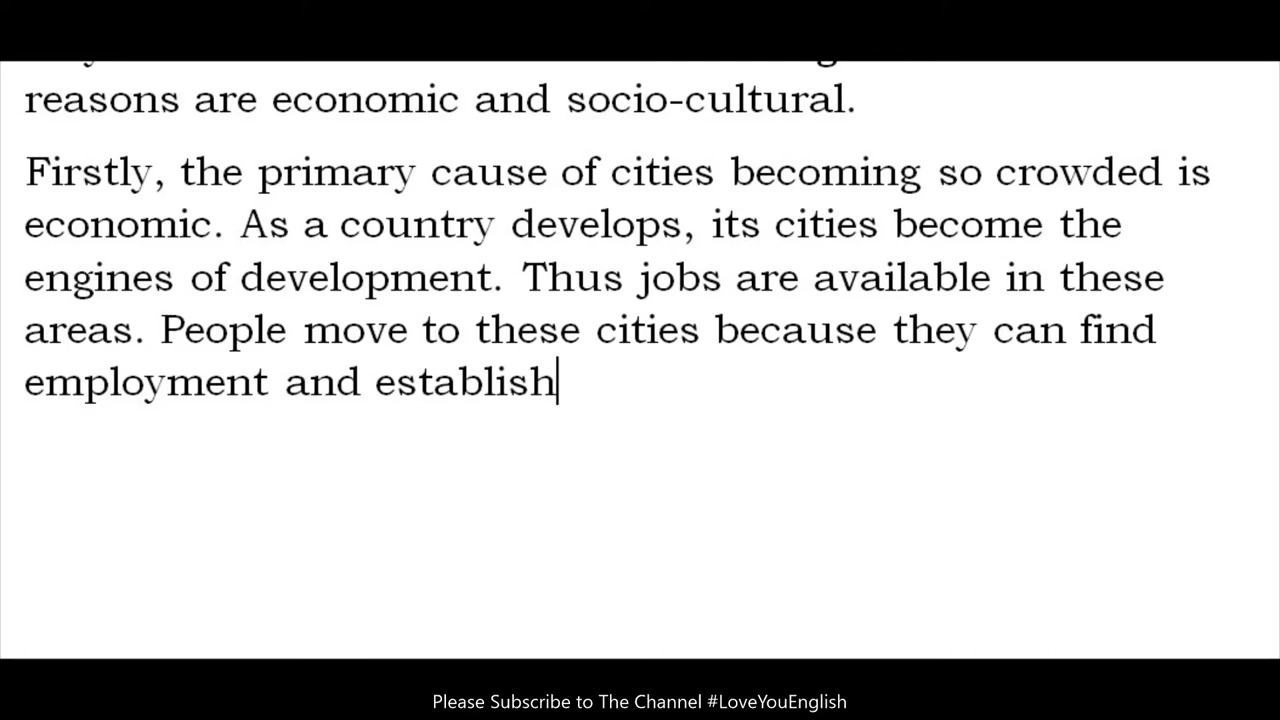 reasons are economic and socio-cultural.
Firstly, the primary cause of cities becoming so crowded is
economic. As a country develops, its cities become the
engines of development. Thus jobs are available in these
areas. People move to these cities because they can find
employment and establish
Please Subscribe to The Channel #LoveYouEnglish